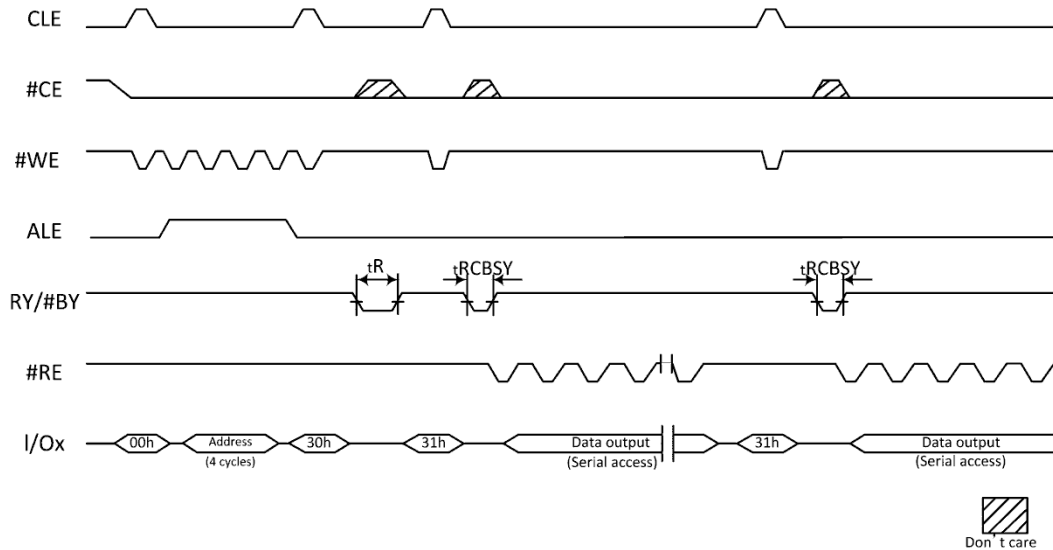 CLE
#CE
#WE
ALE
tR tRCBSY tRCBSY
RY/#BY
#RE
I/Ox 00h Address 30h 31h Data output 31h Data output
(4 cycles) (Serial access) (Serial access)
Don't care